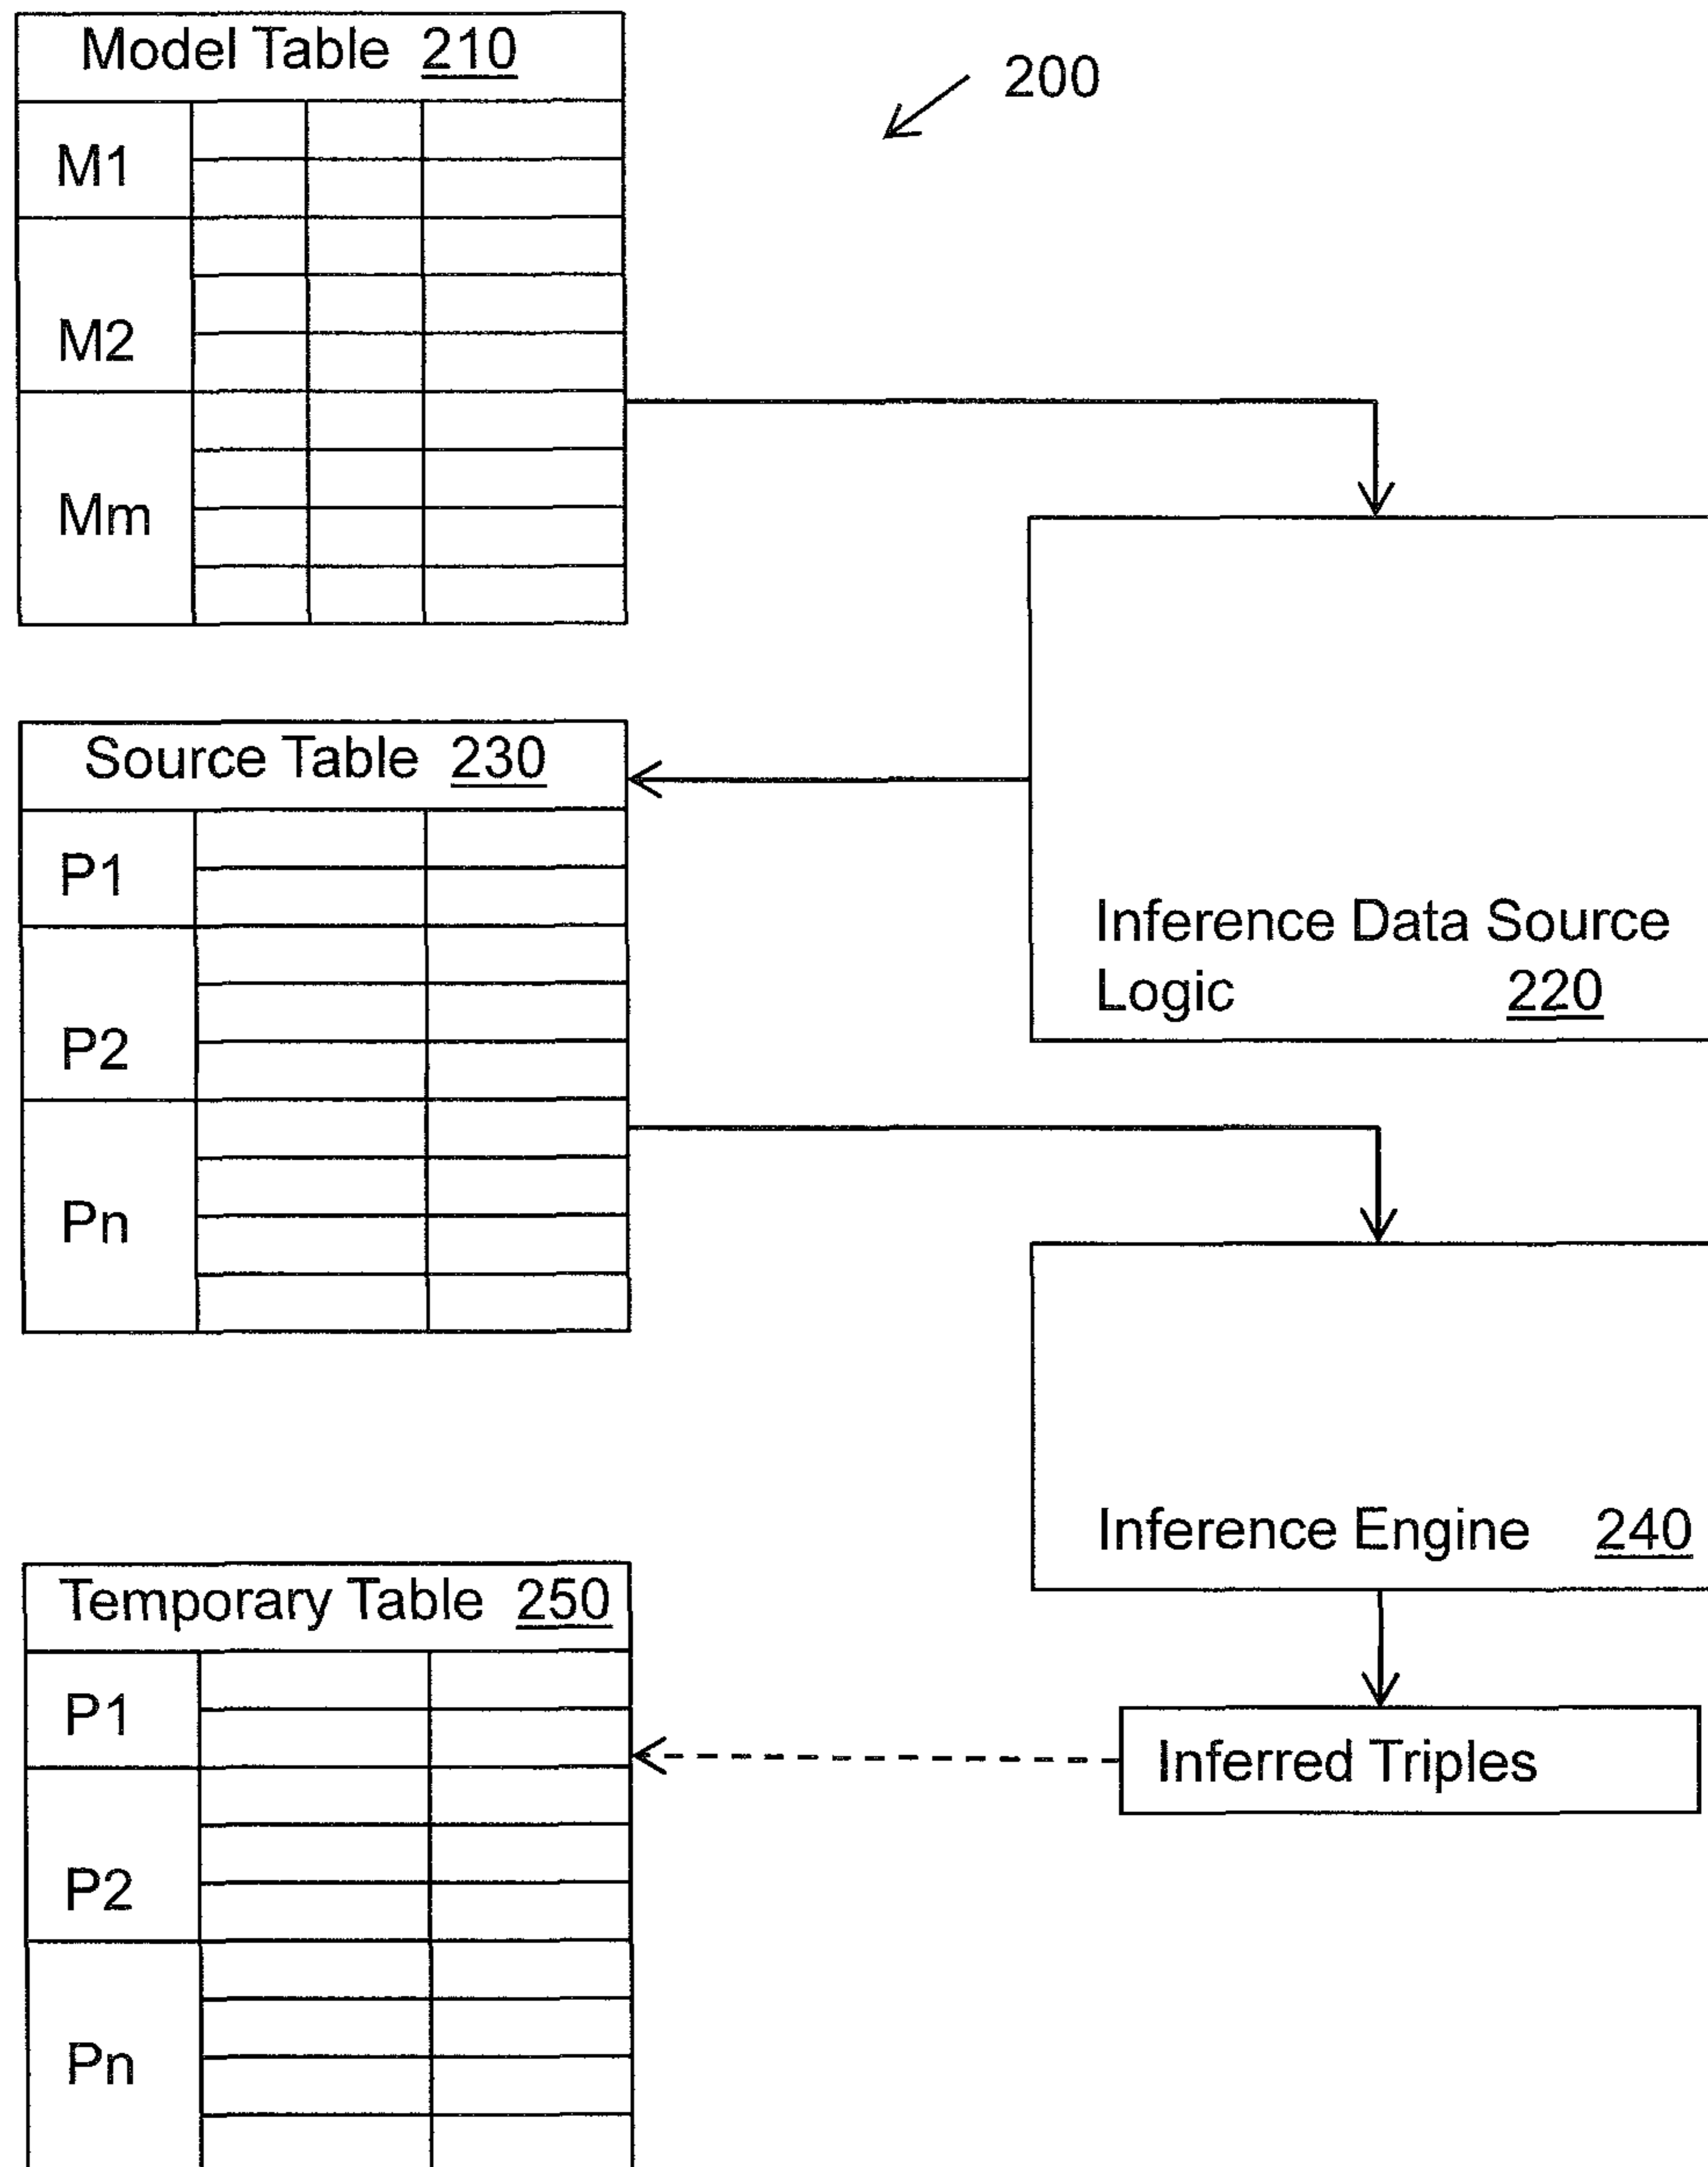 Model Table 210
200
M1
M2
Mm
Source Table 230
P1
P2
Pn
Inference Data Source
Logic 220
Inference Engine 240
Temporary Table 250
P1
P2
Pn
Inferred Triples